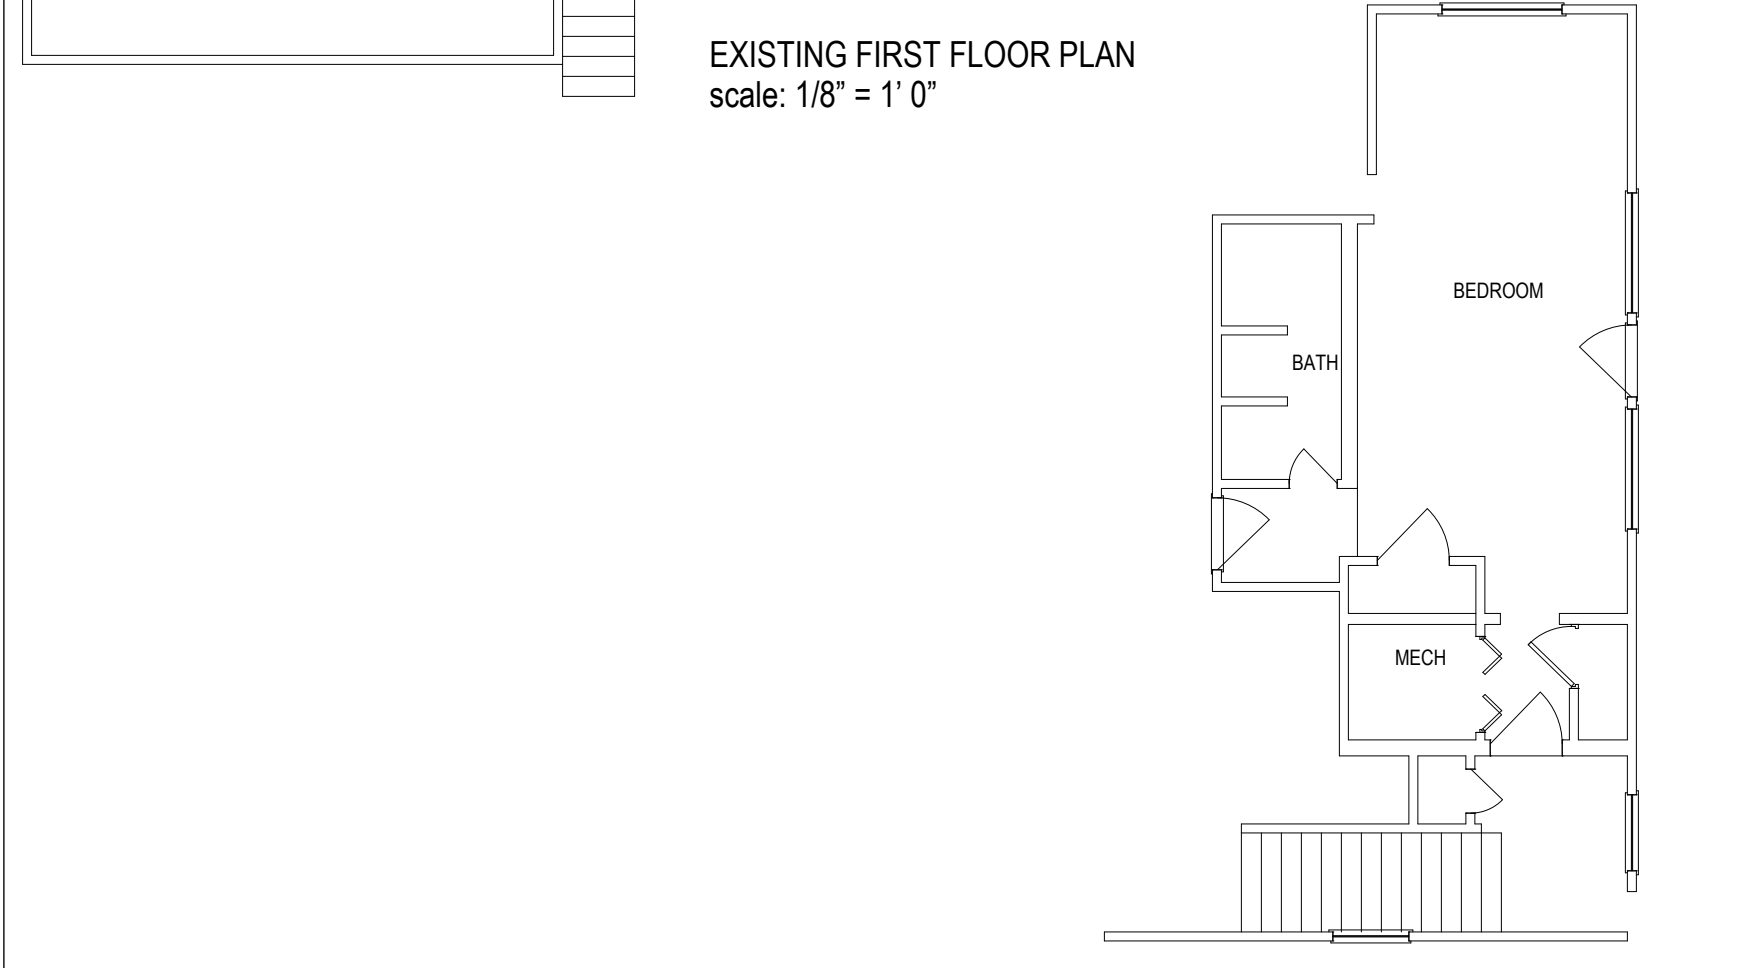 EXISTING FIRST FLOOR PLAN
scale: 1/8” = 1’ 0”
BEDROOM
BATH
MECH